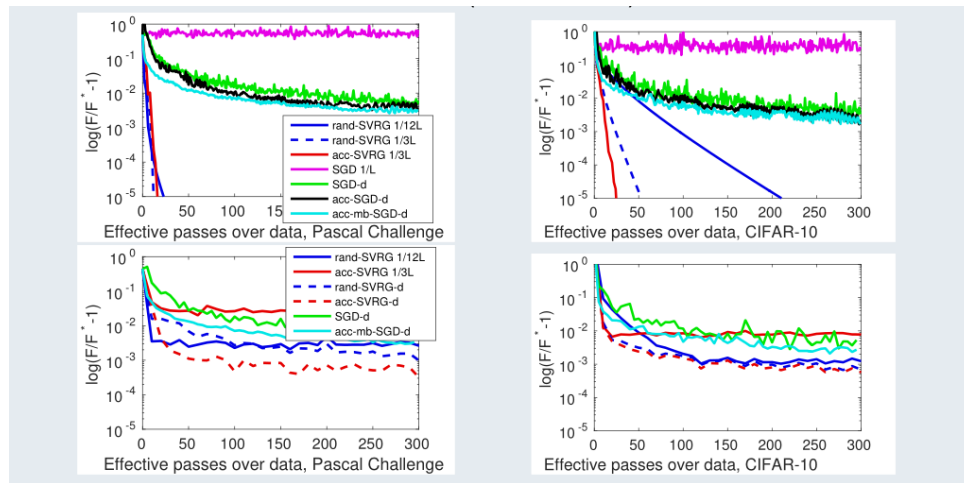 log(F/F* -1)
10^0
10^-1
10^-2
10^-3
10^-4
10^-5
0 50 100 150 200 250 300
Effective passes over data, Pascal Challenge
rand-SVRG 1/12L
rand-SVRG 1/3L
acc-SVRG 1/3L
SGD 1/L
SGD-d
acc-SGD-d
acc-mb-SGD-d
log(F/F* -1)
10^0
10^-1
10^-2
10^-3
10^-4
10^-5
0 50 100 150 200 250 300
Effective passes over data, CIFAR-10
log(F/F* -1)
10^0
10^-1
10^-2
10^-3
10^-4
10^-5
0 50 100 150 200 250 300
Effective passes over data, Pascal Challenge
rand-SVRG 1/12L
acc-SVRG 1/3L
rand-SVRG-d
acc-SVRG-d
SGD-d
acc-mb-SGD-d
log(F/F* -1)
10^0
10^-1
10^-2
10^-3
10^-4
10^-5
0 50 100 150 200 250 300
Effective passes over data, CIFAR-10